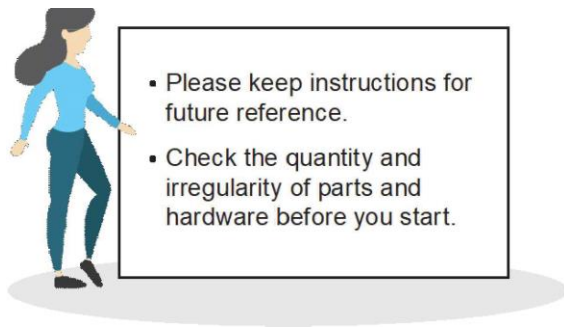 • Please keep instructions for
future reference.
• Check the quantity and
irregularity of parts and
hardware before you start.